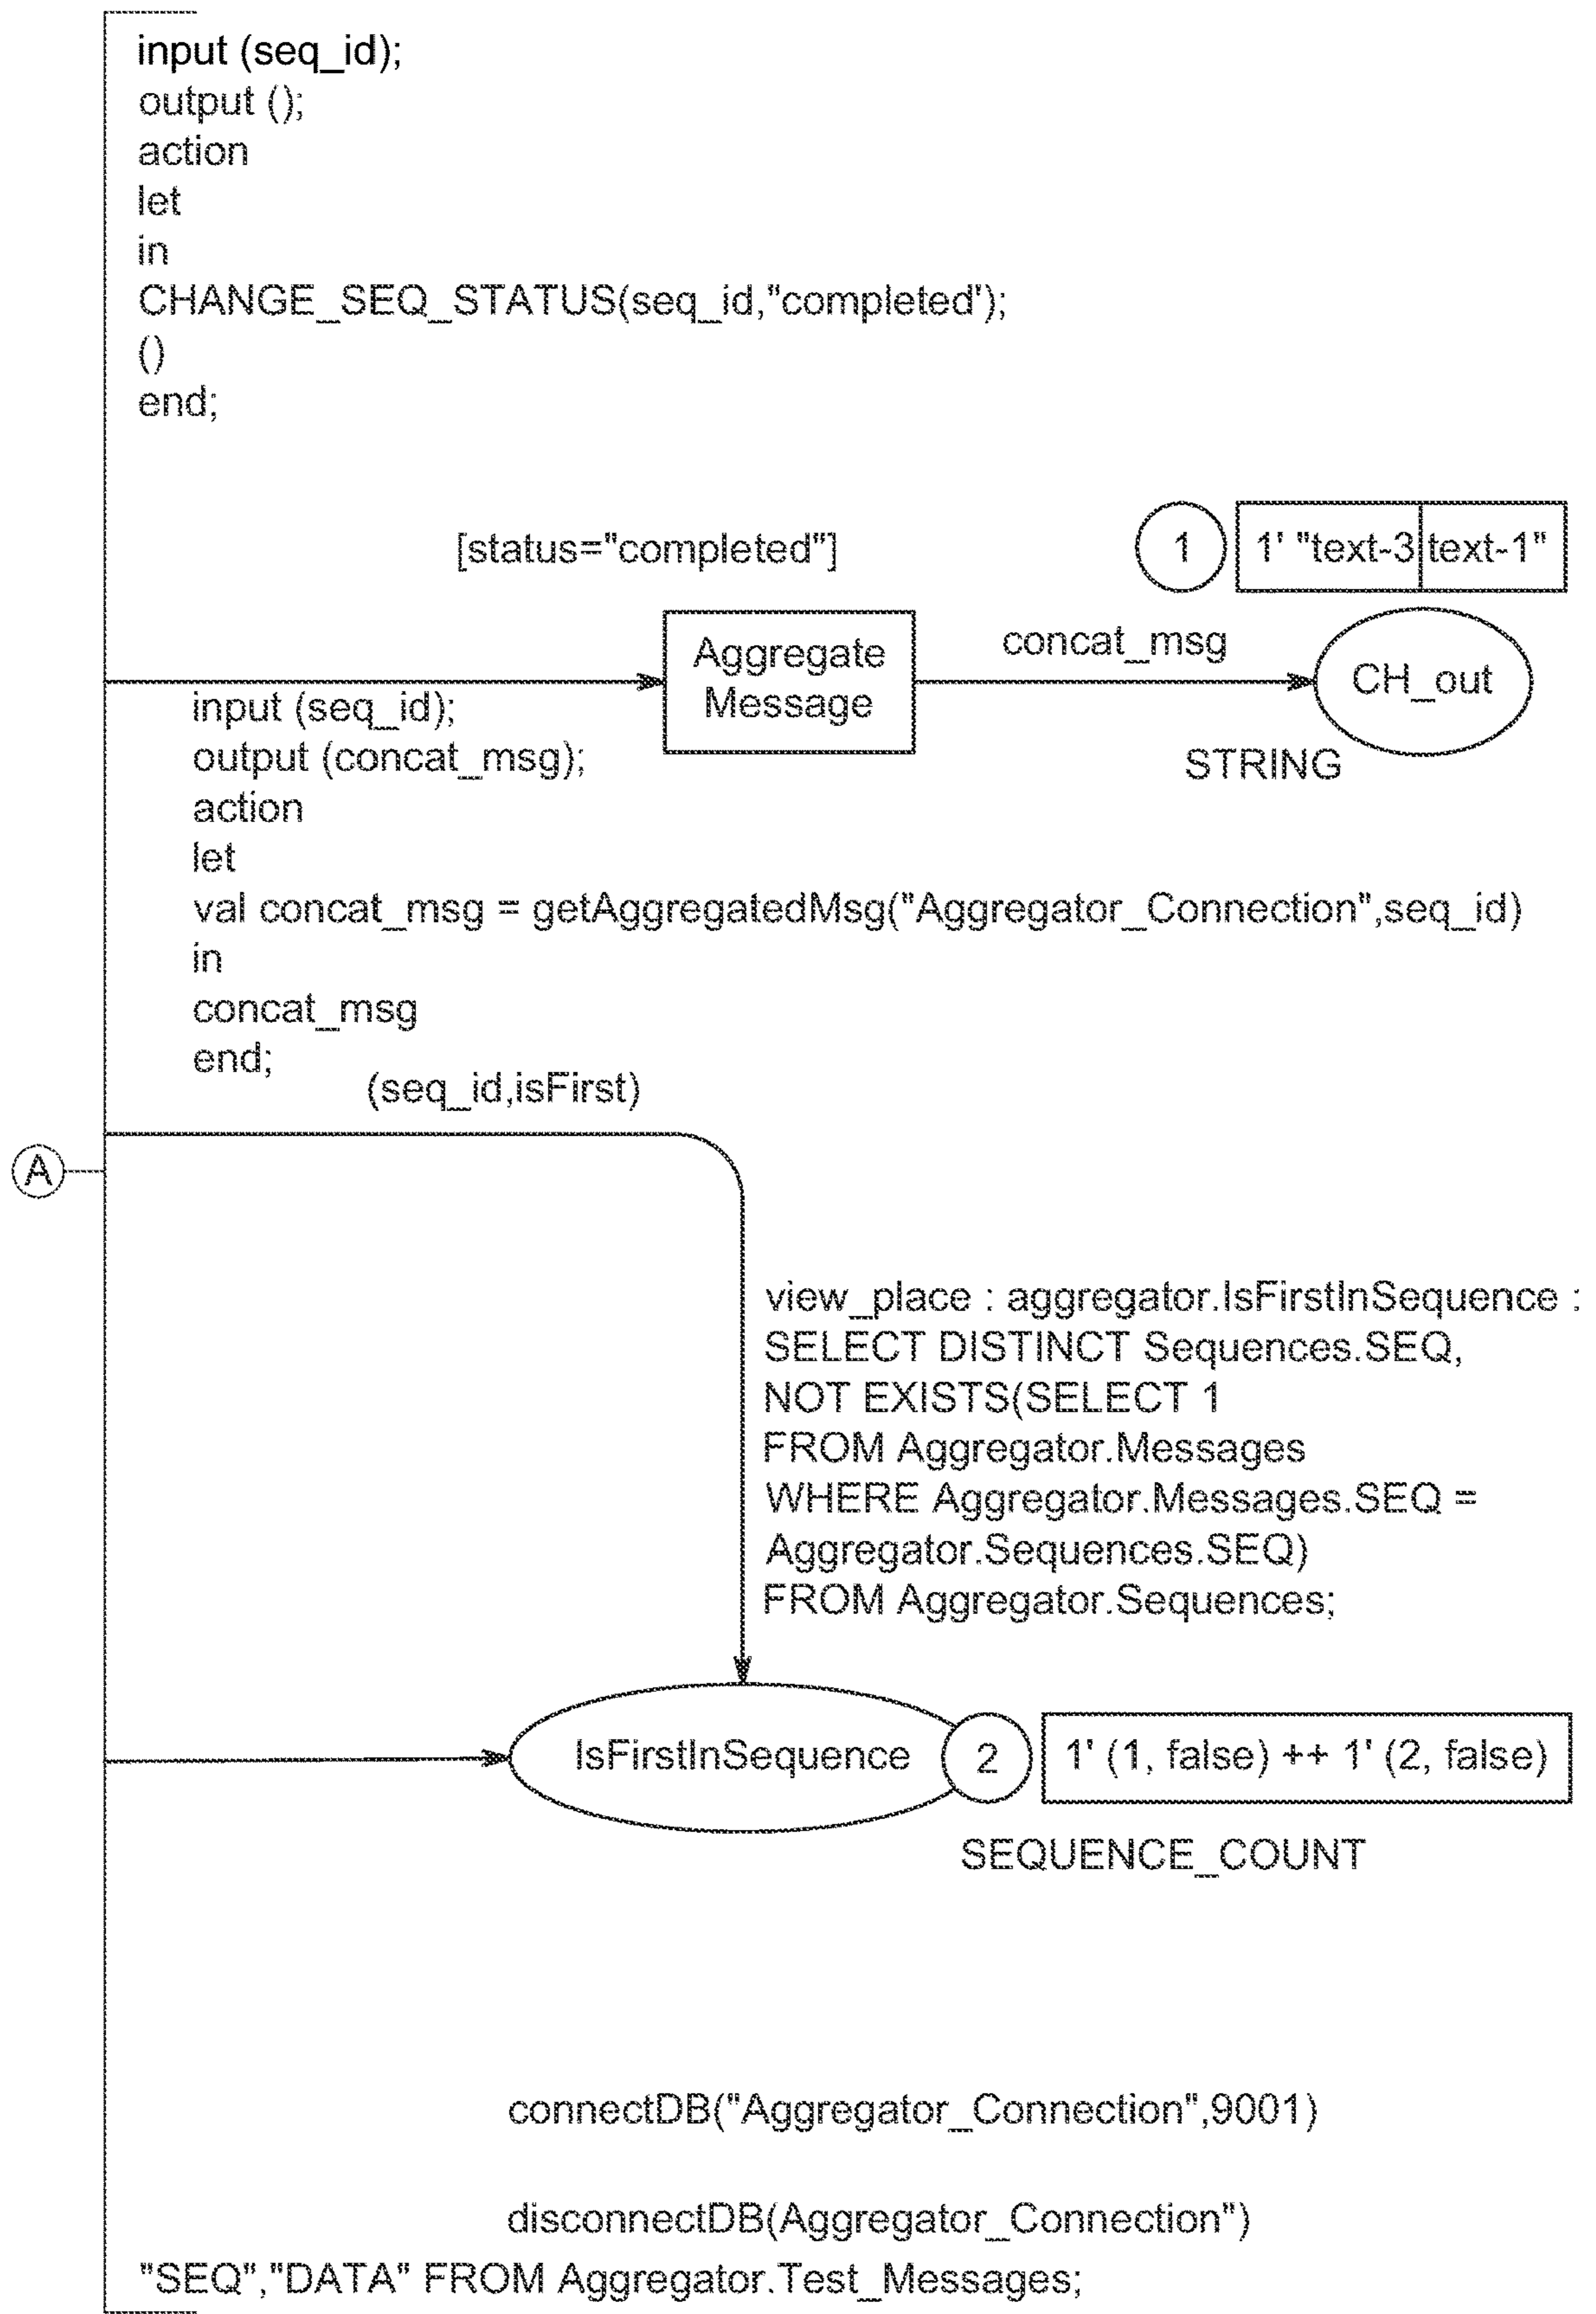 input (seq_id);
output ();
action
let
in
CHANGE_SEQ_STATUS(seq_id,"completed');
()
end;
[status="completed"]
1
1' "text-3|text-1"
Aggregate
Message
concat_msg
CH_out
STRING
input (seq_id);
output (concat_msg);
action
let
val concat_msg = getAggregatedMsg("Aggregator_Connection",seq_id)
in
concat_msg
end;
(seq_id,isFirst)
A
view_place : aggregator.IsFirstInSequence :
SELECT DISTINCT Sequences.SEQ,
NOT EXISTS(SELECT 1
FROM Aggregator.Messages
WHERE Aggregator.Messages.SEQ =
Aggregator.Sequences.SEQ)
FROM Aggregator.Sequences;
IsFirstInSequence
2
1' (1, false) ++ 1' (2, false)
SEQUENCE_COUNT
connectDB("Aggregator_Connection",9001)
disconnectDB(Aggregator_Connection")
"SEQ","DATA" FROM Aggregator.Test_Messages;